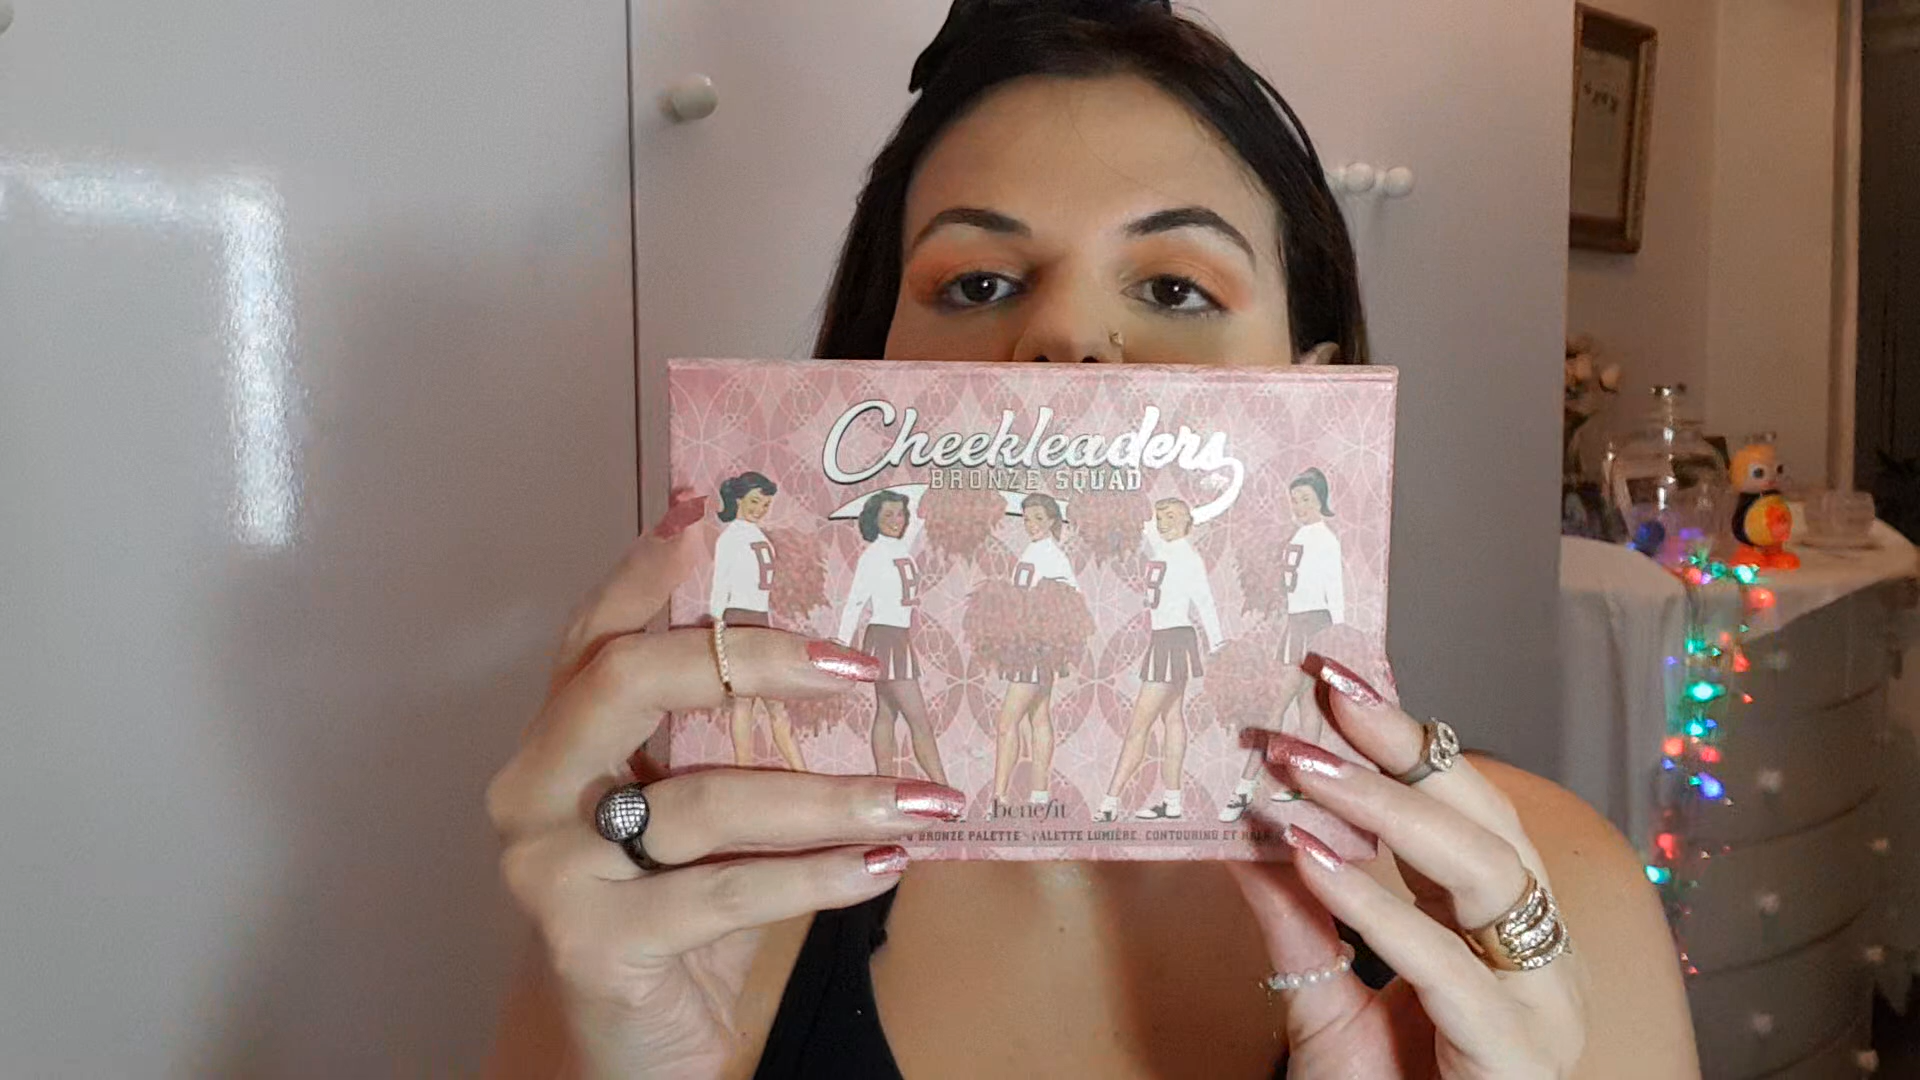 Cheekleaders
BRONZE SQUAD
B
B
B
B
benefit
BRONZE PALETTE - PALETTE LUMIÈRE, CONTOURING ET